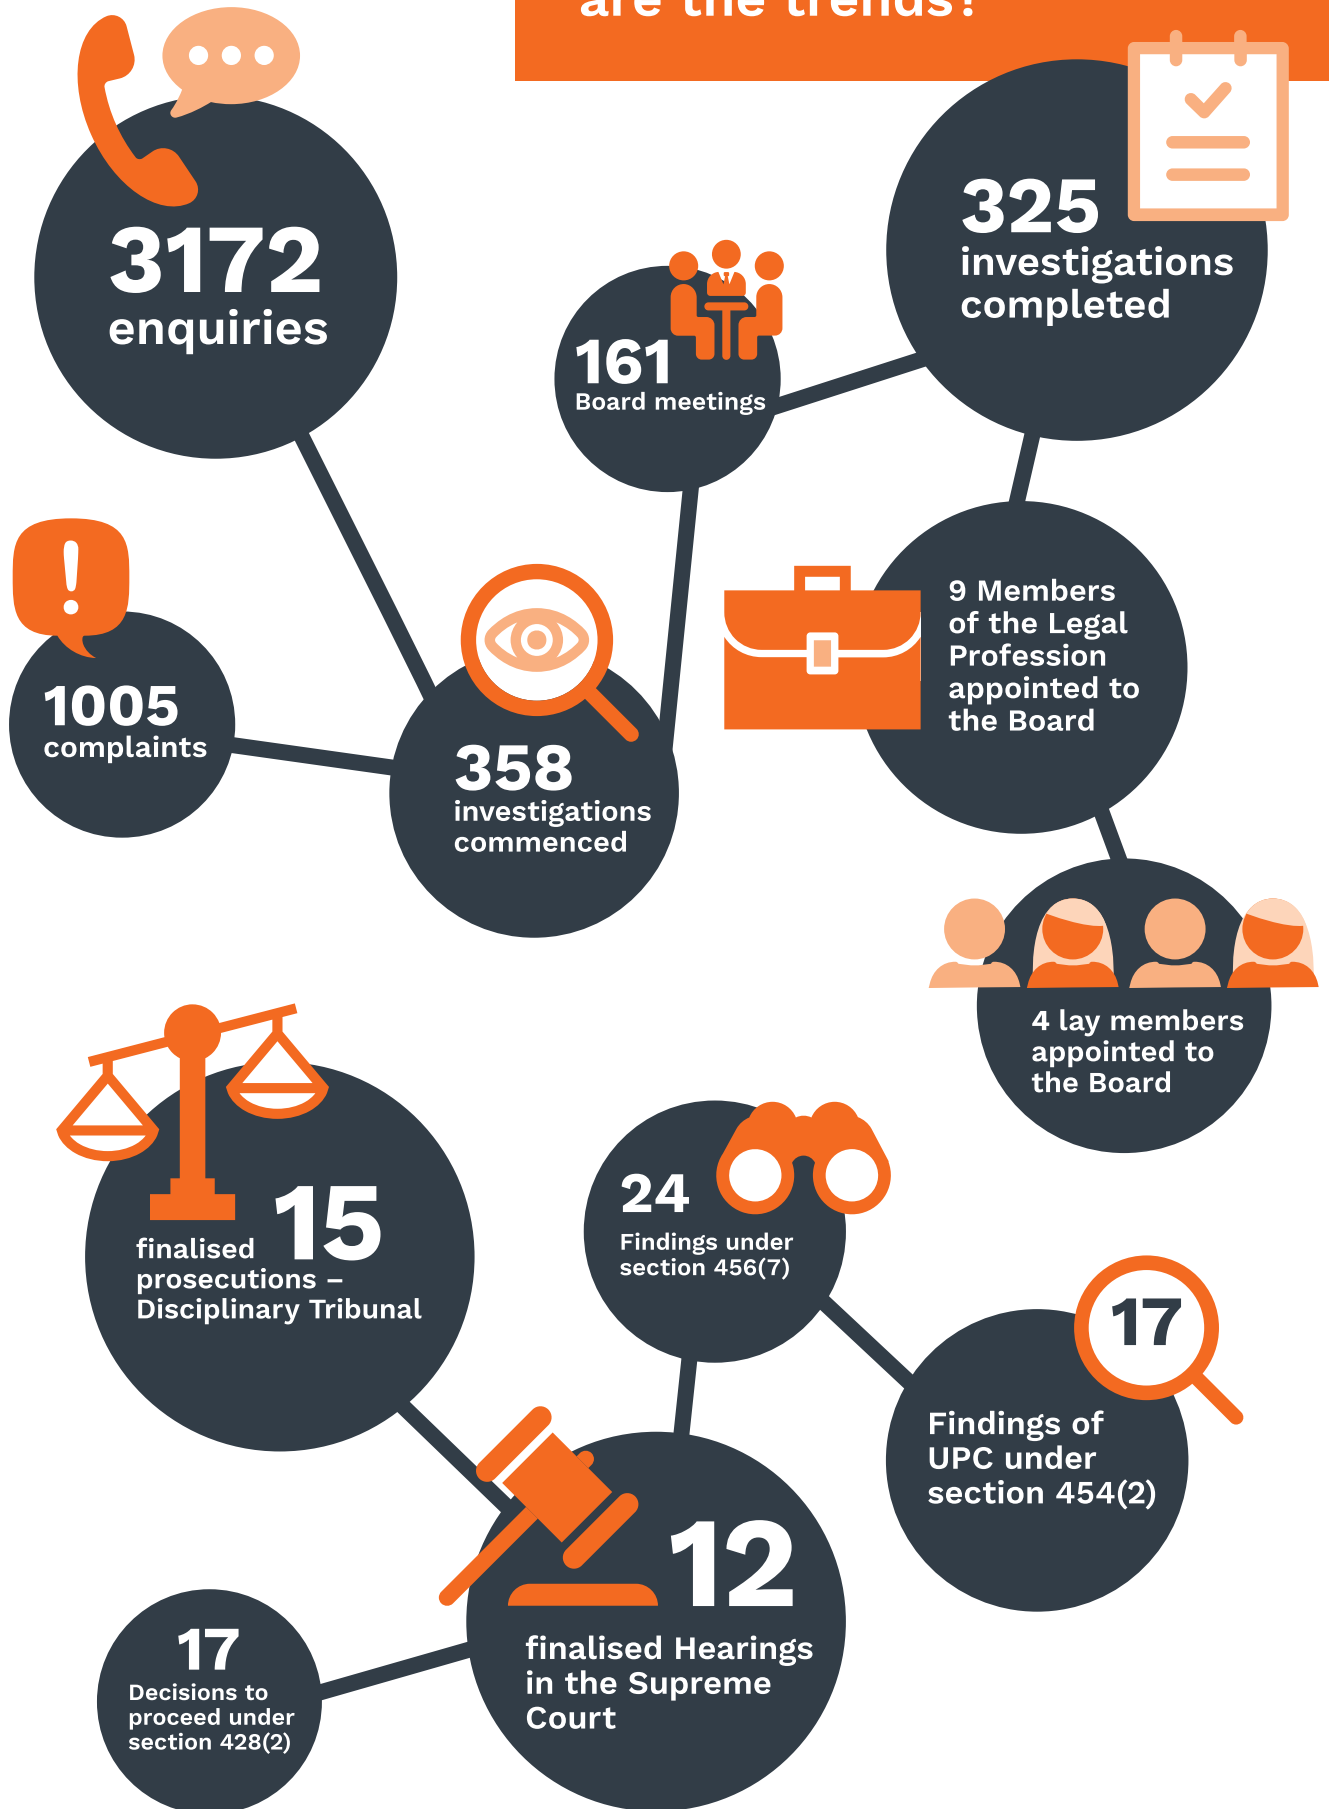 are the trends?
3172
enquiries
325
investigations
completed
161
Board meetings
9 Members
of the Legal
Profession
appointed to
the Board
1005
complaints
358
investigations
commenced
4 lay members
appointed to
the Board
15
finalised
prosecutions –
Disciplinary Tribunal
24
Findings under
section 456(7)
17
Findings of
UPC under
section 454(2)
12
finalised Hearings
in the Supreme
Court
17
Decisions to
proceed under
section 428(2)